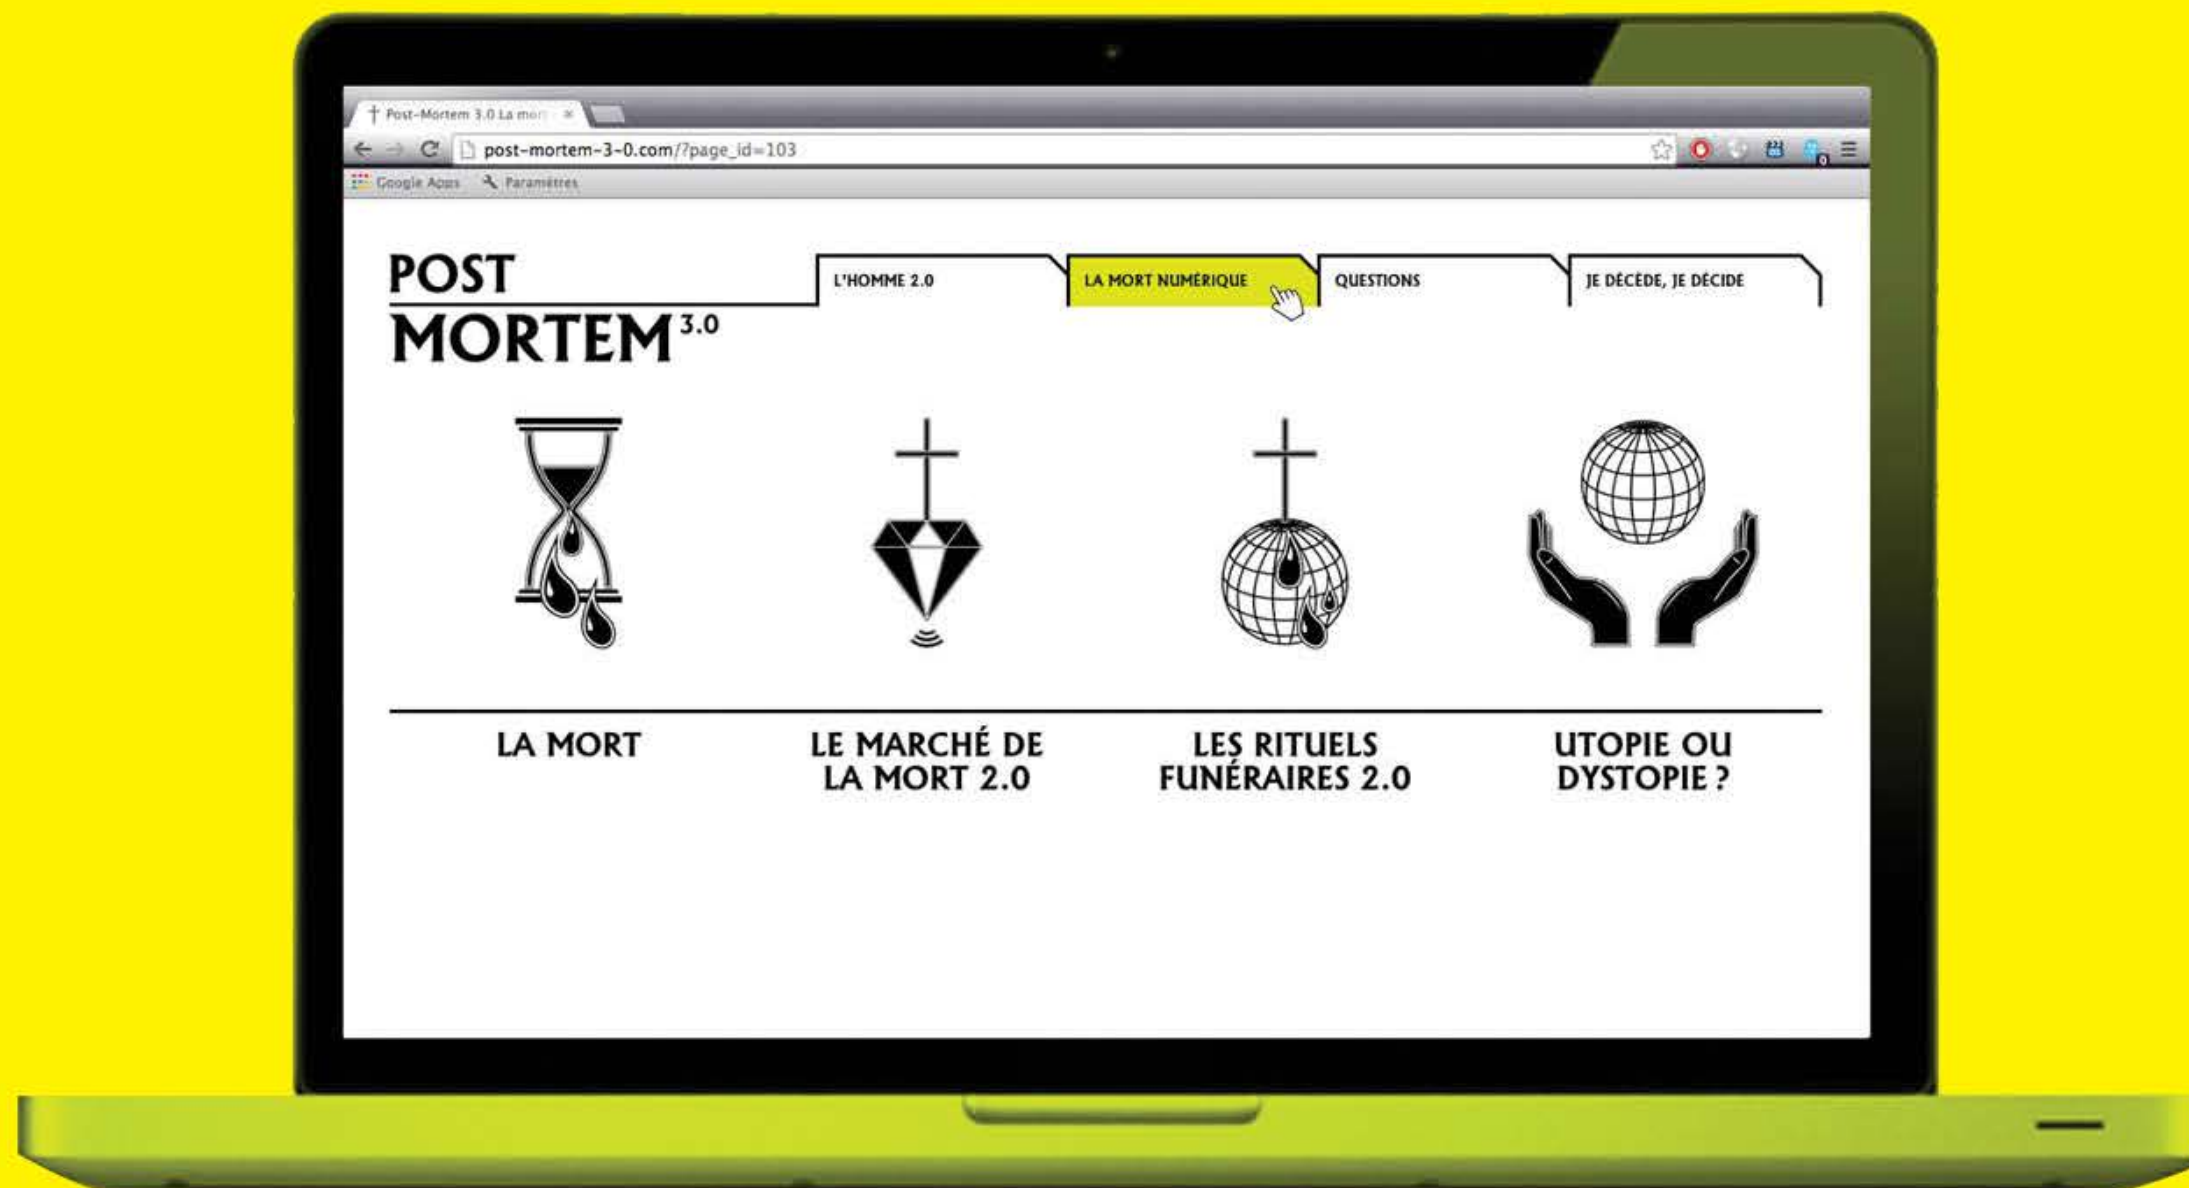 † Post-Mortem 3.0 La mort
post-mortem-3-0.com/?page_id=103
Google Apps Paramètres
POST
MORTEM 3.0
L'HOMME 2.0
LA MORT NUMÉRIQUE
QUESTIONS
JE DÉCÈDE, JE DÉCIDE
LA MORT
LE MARCHÉ DE
LA MORT 2.0
LES RITUELS
FUNÉRAIRES 2.0
UTOPIE OU
DYSTOPIE ?